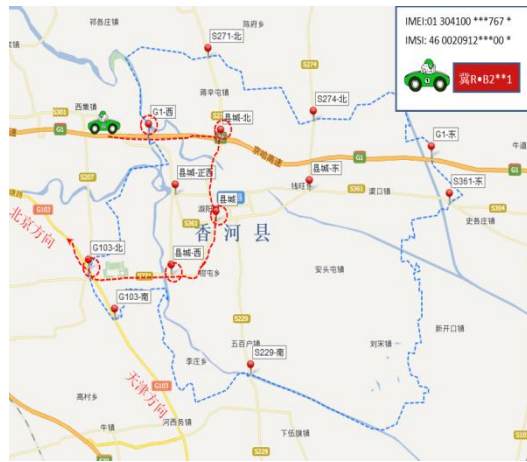 祁各庄镇
陈府乡
S271-北
IMEI:01 304100 ***767 *
IMSI: 46 0020912***00 *
冀R•B2**1
蒋辛屯镇
西集镇
S301
G1-西
县城-北
S274-北
G1
京哈高速
G1
G1-东
G1
牛道
S207
县城-正西
县城-东
钱旺
S361
渠口镇
S361-东
S304
史各庄镇
县城
淑阳
S361
香河县
G103
北京方向
G103-北
县城-西
安头屯镇
G103-南
S229
新开口镇
五百户镇
刘宋镇
李庄乡
S229-南
天津方向
G103
高村乡
河西务镇
牛镇
下伍旗镇
S229